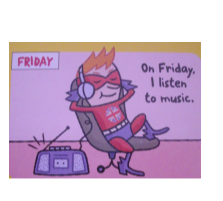 FRIDAY
On Friday,
I listen
to music.